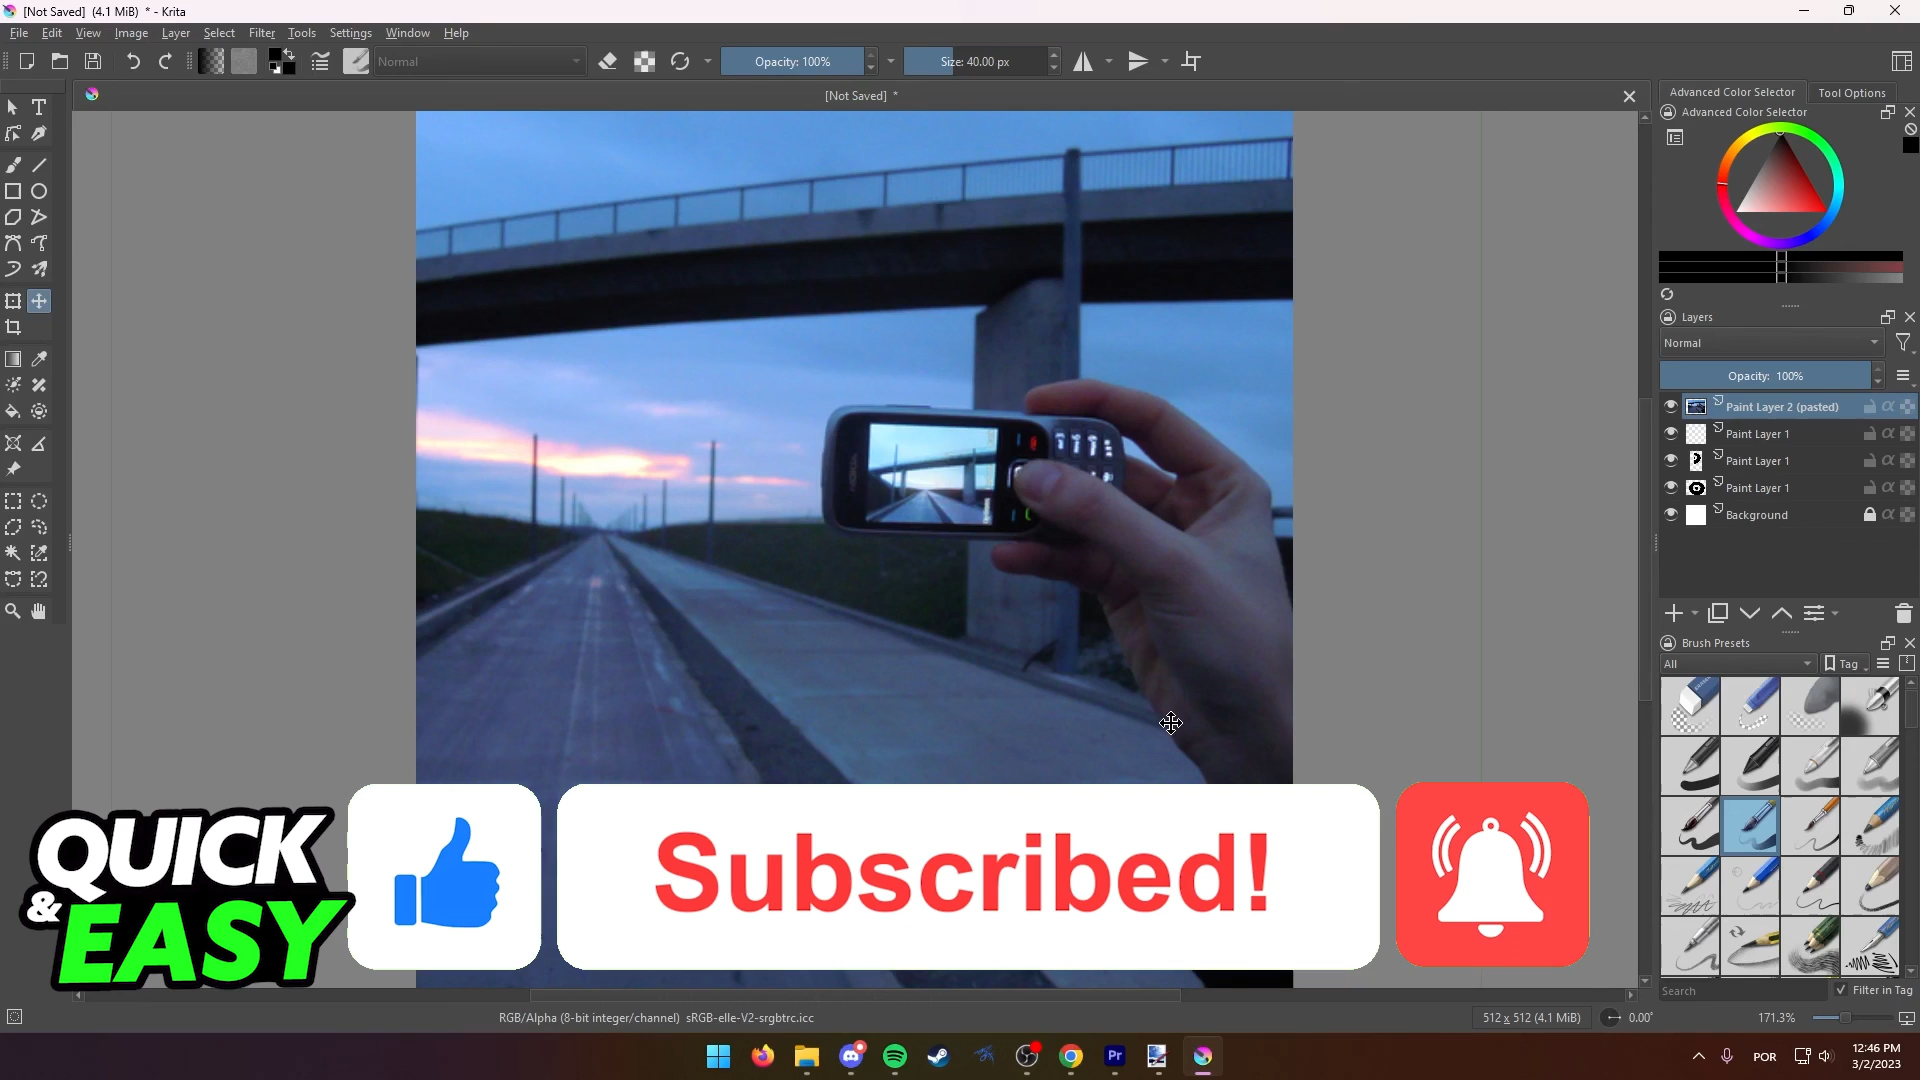 [Not Saved] (4.1 MiB) * - Krita
File Edit View Image Layer Select Filter Tools Settings Window Help
Normal
Opacity: 100%
Size: 40.00 px
[Not Saved] *
Advanced Color Selector
Tool Options
Advanced Color Selector
Layers
Normal
Opacity: 100%
Paint Layer 2 (pasted)
Paint Layer 1
Paint Layer 1
Paint Layer 1
Background
Brush Presets
All
Tag
NOKIA
QUICK
& EASY
Subscribed!
Search
Filter in Tag
RGB/Alpha (8-bit integer/channel) sRGB-elle-V2-srgbtrc.icc
512 x 512 (4.1 MiB)
0.00°
171.3%
Pr
POR
12:46 PM
3/2/2023